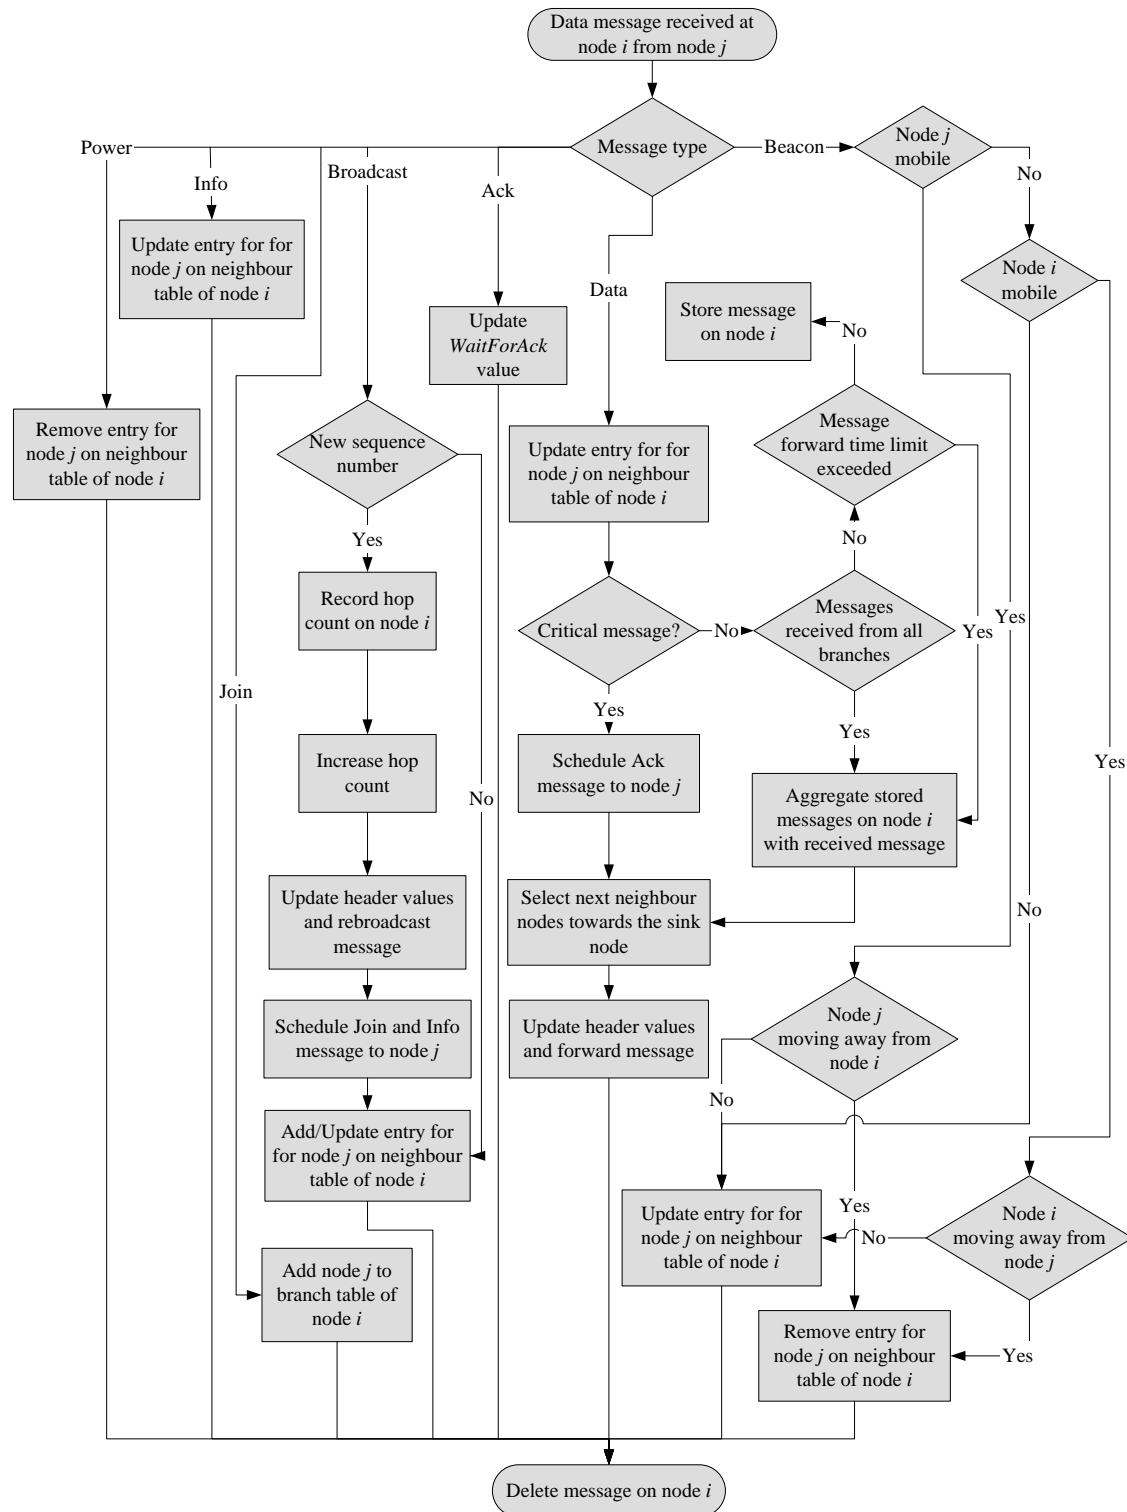 Data message received at
node i from node j
Message type
Power
Info
Broadcast
Ack
Beacon
Node j
mobile
No
Update entry for for
node j on neighbour
table of node i
Data
Node i
mobile
Store message
on node i
No
Update
WaitForAck
value
Remove entry for
node j on neighbour
table of node i
New sequence
number
Update entry for for
node j on neighbour
table of node i
Message
forward time limit
exceeded
Yes
No
Record hop
count on node i
Critical message?
No
Messages
received from all
branches
Yes
Yes
Join
Yes
Yes
Increase hop
count
No
Schedule Ack
message to node j
Yes
Aggregate stored
messages on node i
with received message
Update header values
and rebroadcast
message
Select next neighbour
nodes towards the sink
node
No
Schedule Join and Info
message to node j
Update header values
and forward message
Node j
moving away from
node i
No
Add/Update entry for
for node j on neighbour
table of node i
Yes
Update entry for for
node j on neighbour
table of node i
No
Node i
moving away from
node j
Add node j to
branch table of
node i
Remove entry for
node j on neighbour
table of node i
Yes
Delete message on node i